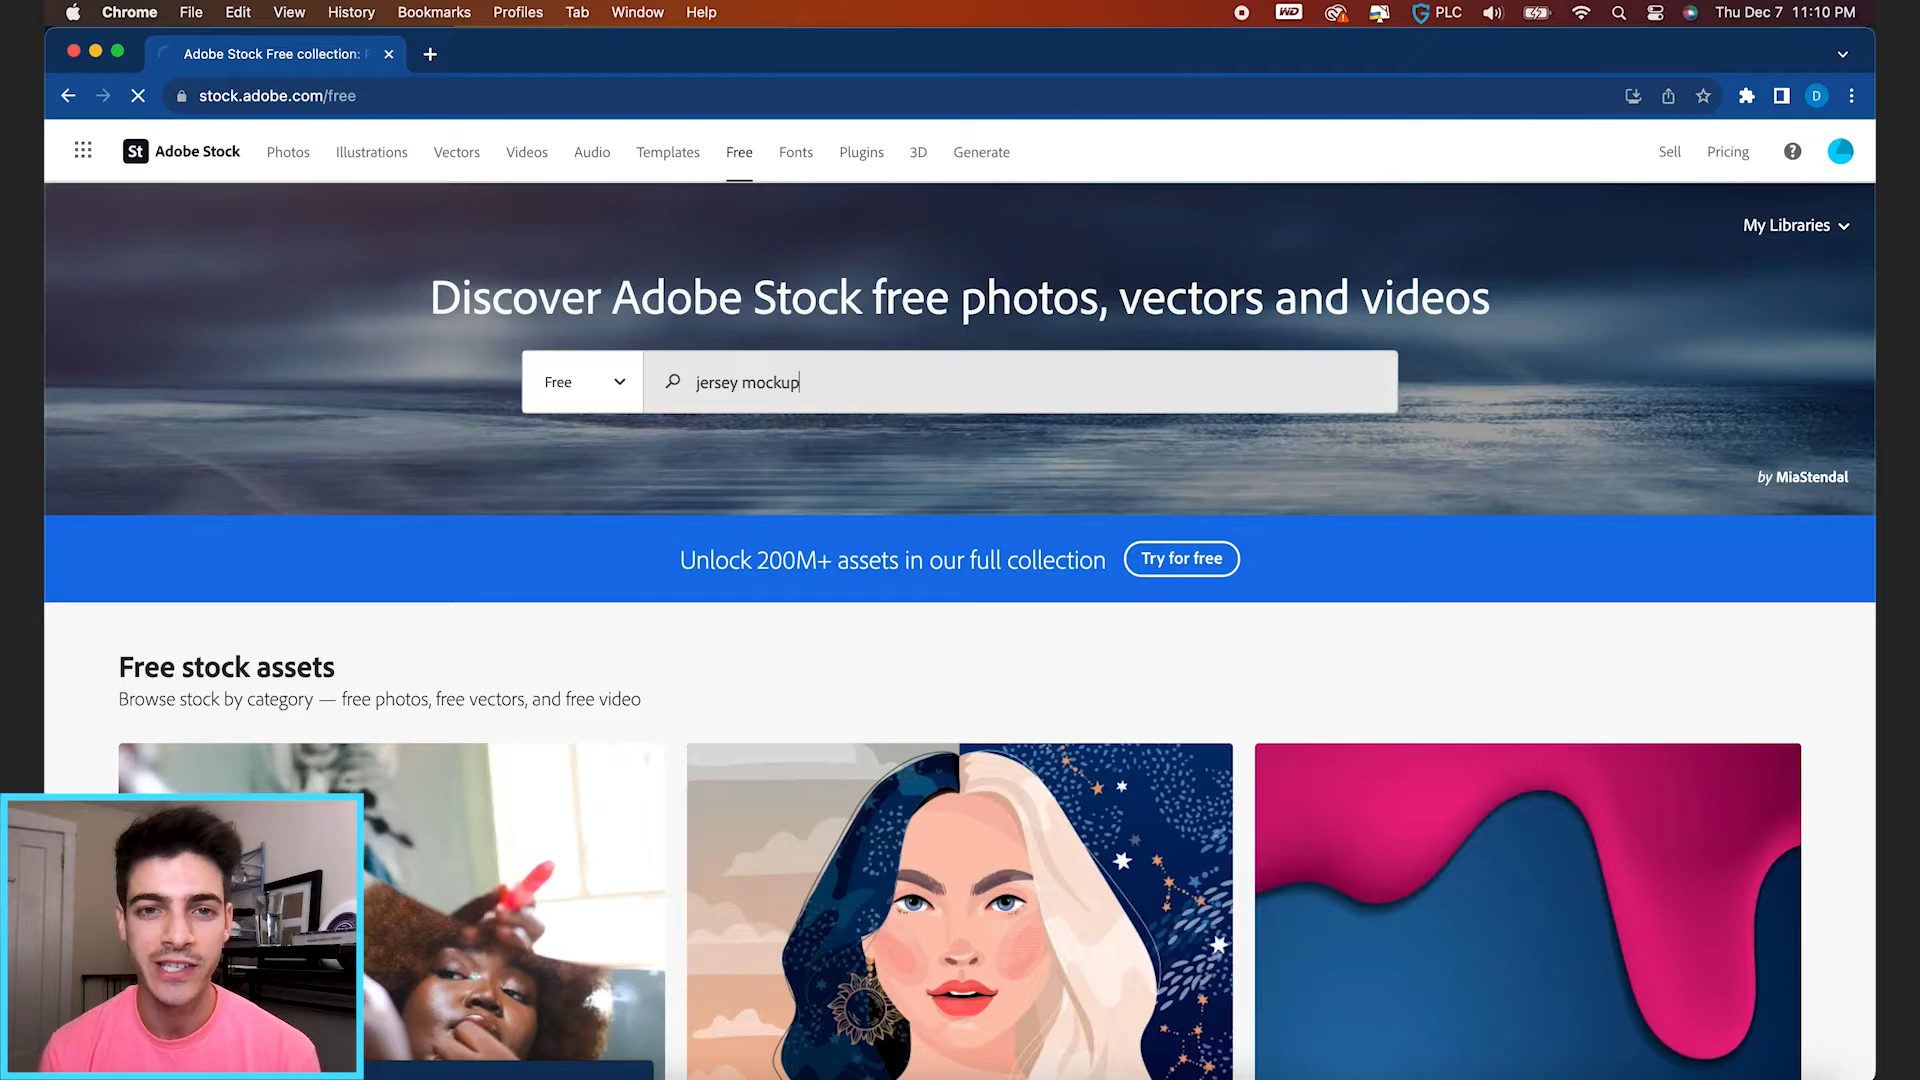 Chrome File Edit View History Bookmarks Profiles Tab Window Help
WD PLC Thu Dec 7 11:10 PM
Adobe Stock Free collection:
stock.adobe.com/free
D
St Adobe Stock Photos Illustrations Vectors Videos Audio Templates Free Fonts Plugins 3D Generate
Sell Pricing ?
My Libraries
Discover Adobe Stock free photos, vectors and videos
Free jersey mockup
by MiaStendal
Unlock 200M+ assets in our full collection Try for free
Free stock assets
Browse stock by category — free photos, free vectors, and free video